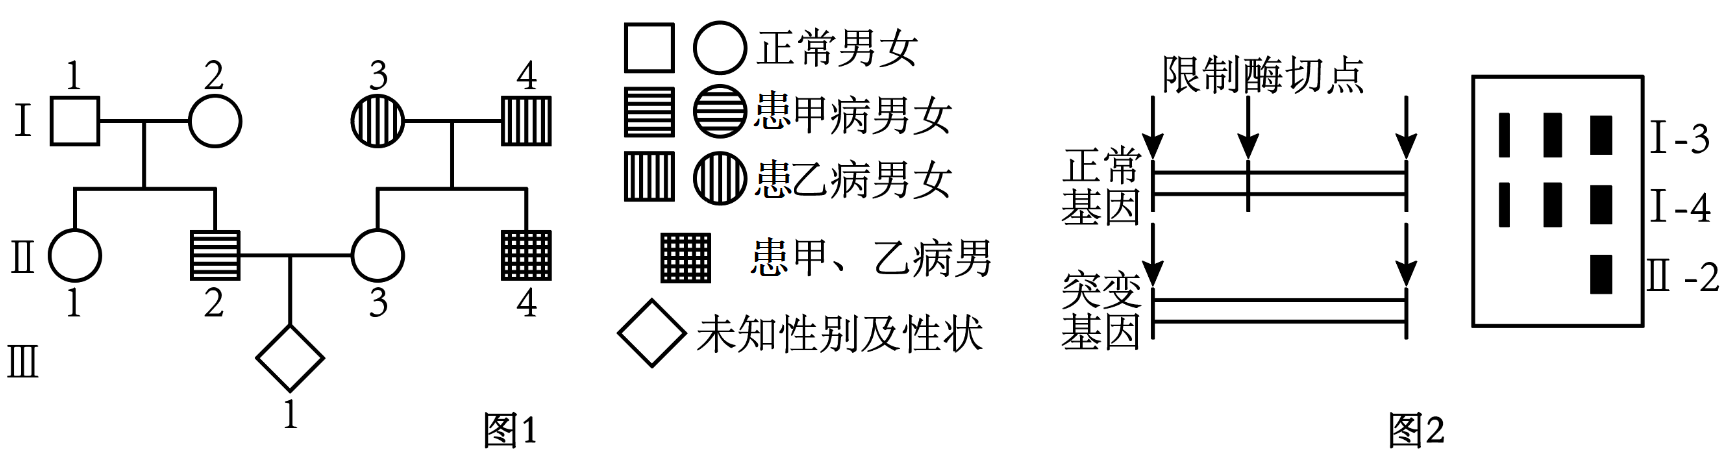 1 2 3 4
Ⅰ
Ⅱ
1 2 3 4
Ⅲ
1
图1
正常男女
患甲病男女
患乙病男女
患甲、乙病男
未知性别及性状
限制酶切点
正常
基因
突变
基因
Ⅰ-3
Ⅰ-4
Ⅱ-2
图2